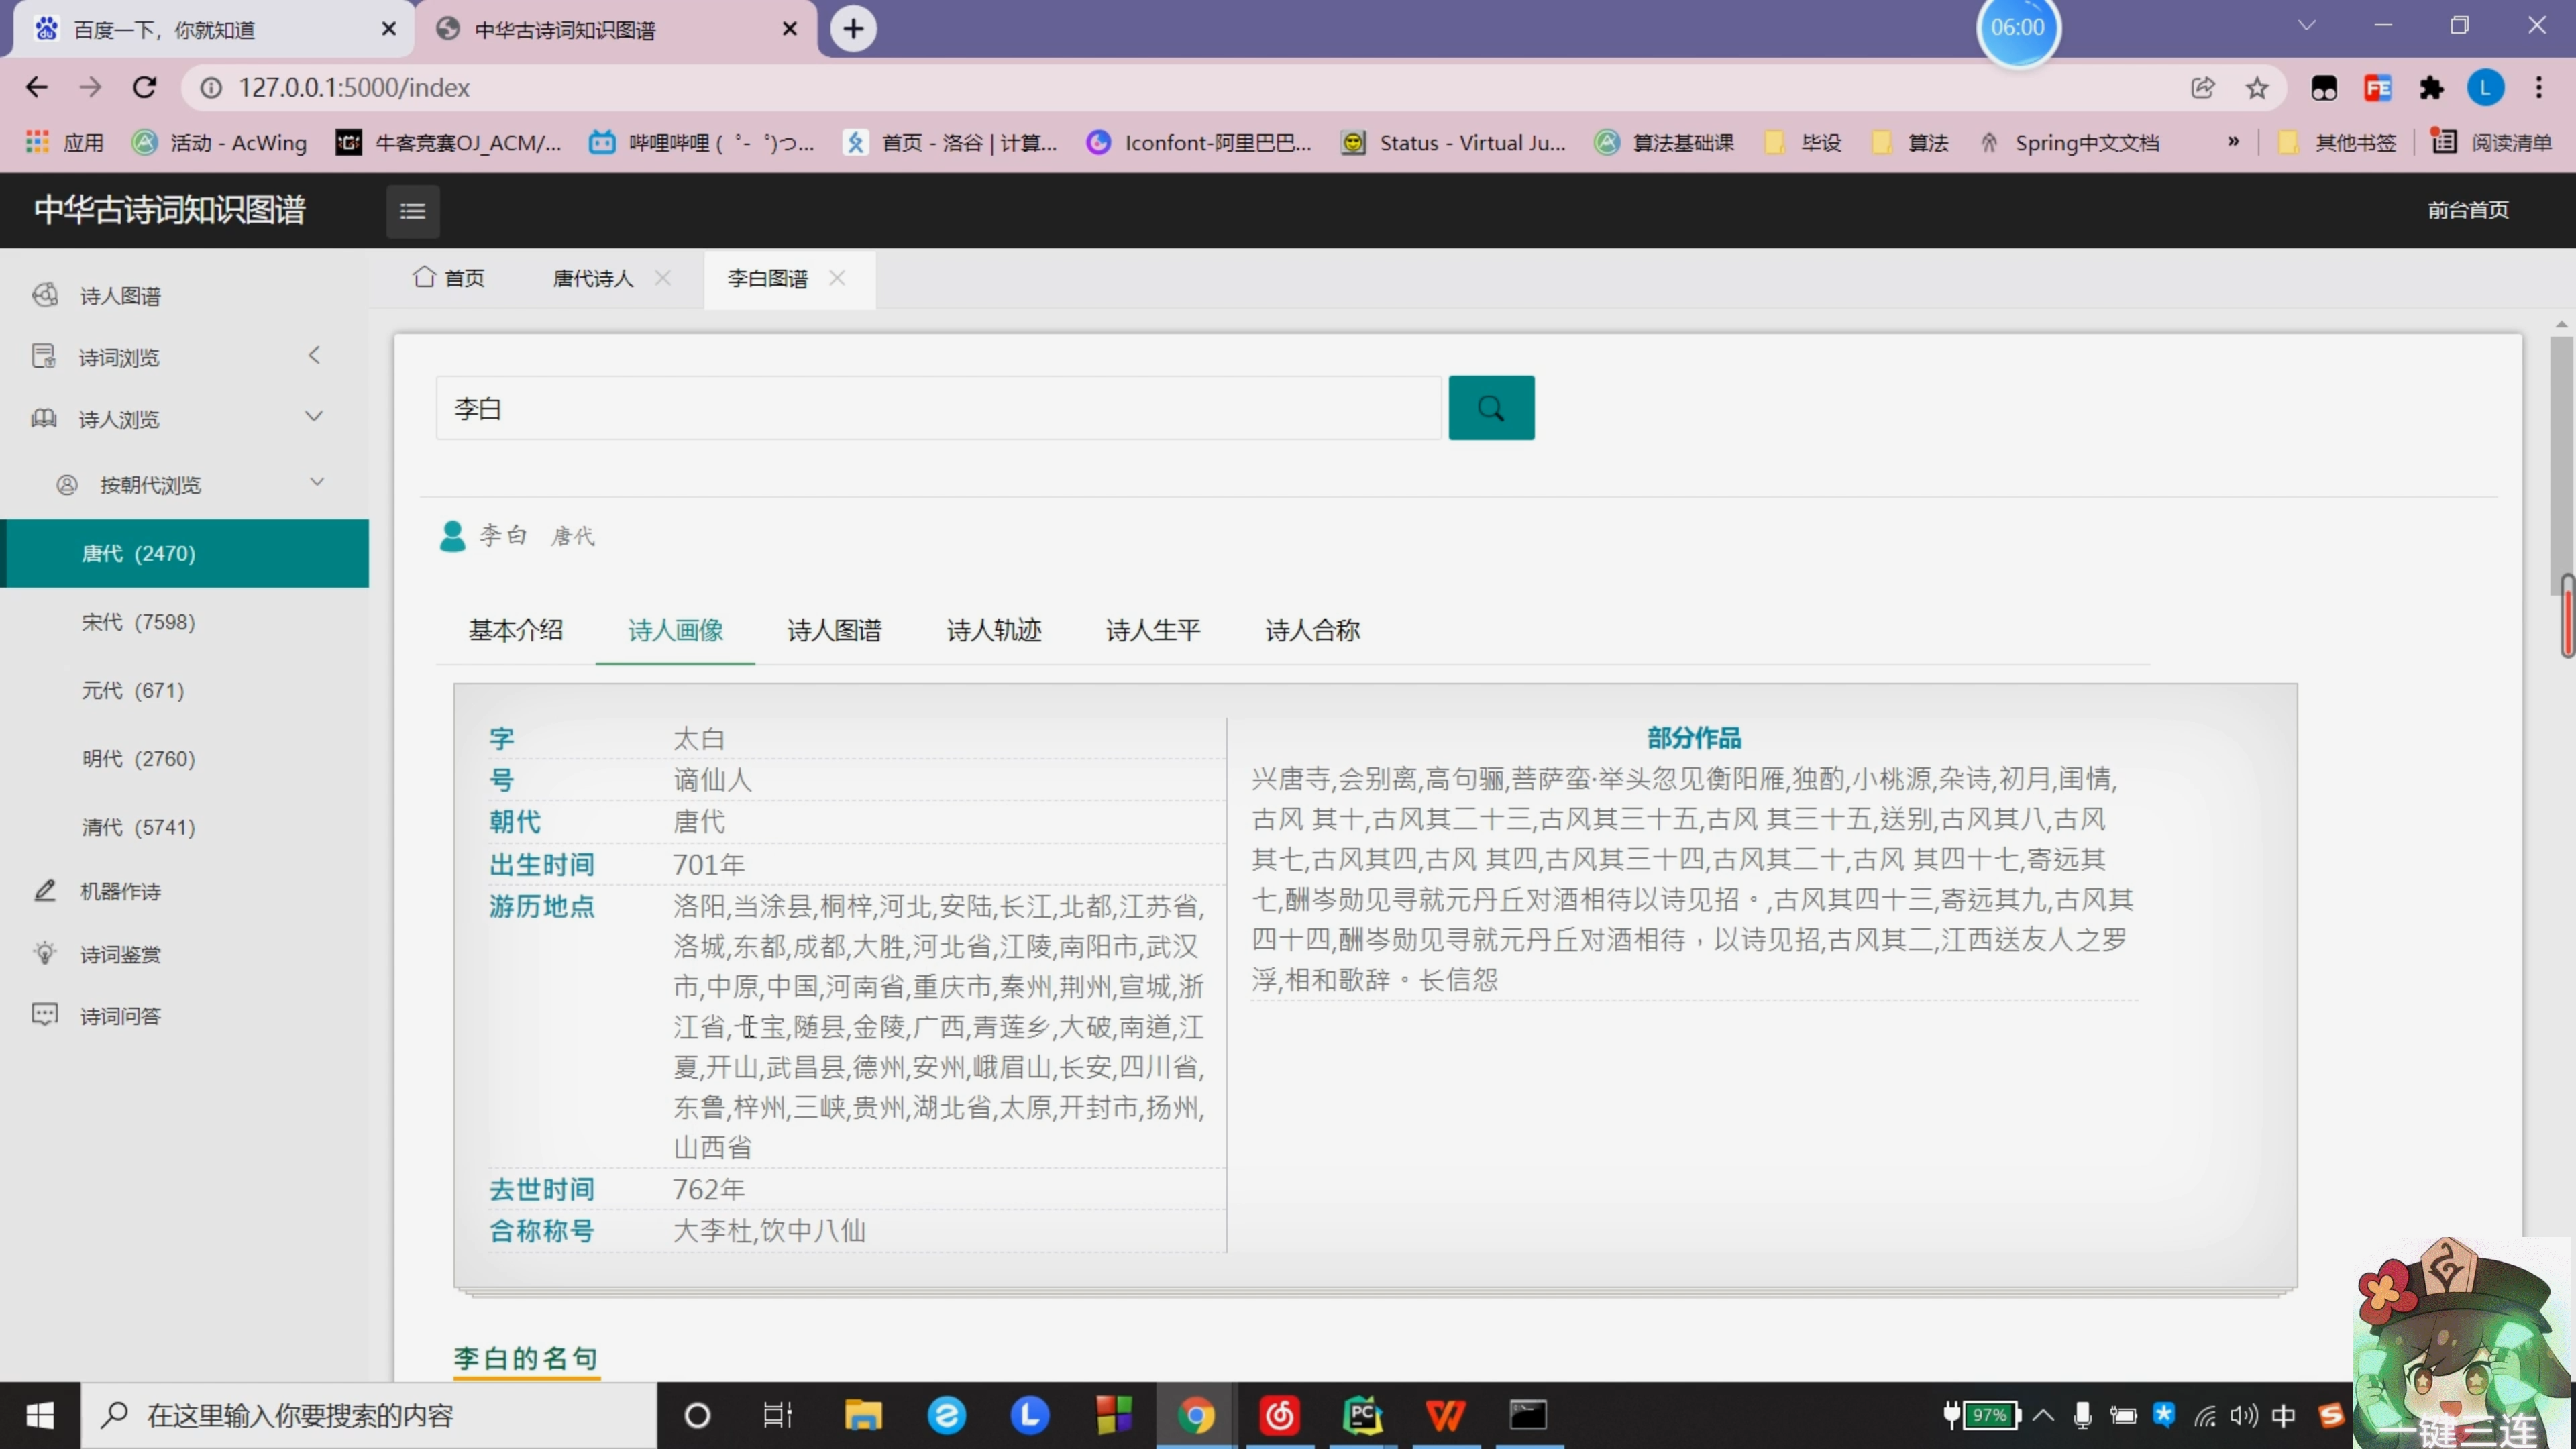 百度一下，你就知道
中华古诗词知识图谱
06:00
127.0.0.1:5000/index
应用 活动 - AcWing 牛客竞赛OJ_ACM/... 哔哩哔哩 ( ゜- ゜)つ... 首页 - 洛谷 | 计算... Iconfont-阿里巴巴... Status - Virtual Ju... 算法基础课 毕设 算法 Spring中文文档 » 其他书签 阅读清单
中华古诗词知识图谱
前台首页
诗人图谱
诗词浏览
诗人浏览
按朝代浏览
唐代 (2470)
宋代 (7598)
元代 (671)
明代 (2760)
清代 (5741)
机器作诗
诗词鉴赏
诗词问答
首页 唐代诗人 李白图谱
李白
李白 唐代
基本介绍 诗人画像 诗人图谱 诗人轨迹 诗人生平 诗人合称
字 太白
号 谪仙人
朝代 唐代
出生时间 701年
游历地点 洛阳,当涂县,桐梓,河北,安陆,长江,北都,江苏省,
洛城,东都,成都,大胜,河北省,江陵,南阳市,武汉
市,中原,中国,河南省,重庆市,秦州,荆州,宣城,浙
江省,七宝,随县,金陵,广西,青莲乡,大破,南道,江
夏,开山,武昌县,德州,安州,峨眉山,长安,四川省,
东鲁,梓州,三峡,贵州,湖北省,太原,开封市,扬州,
山西省
去世时间 762年
合称称号 大李杜,饮中八仙
部分作品
兴唐寺,会别离,高句骊,菩萨蛮·举头忽见衡阳雁,独酌,小桃源,杂诗,初月,闺情,
古风 其十,古风其二十三,古风其三十五,古风 其三十五,送别,古风其八,古风
其七,古风其四,古风 其四,古风其三十四,古风其二十,古风 其四十七,寄远其
七,酬岑勋见寻就元丹丘对酒相待以诗见招。,古风其四十三,寄远其九,古风其
四十四,酬岑勋见寻就元丹丘对酒相待，以诗见招,古风其二,江西送友人之罗
浮,相和歌辞。长信怨
李白的名句
在这里输入你要搜索的内容
97%
中
一键三连